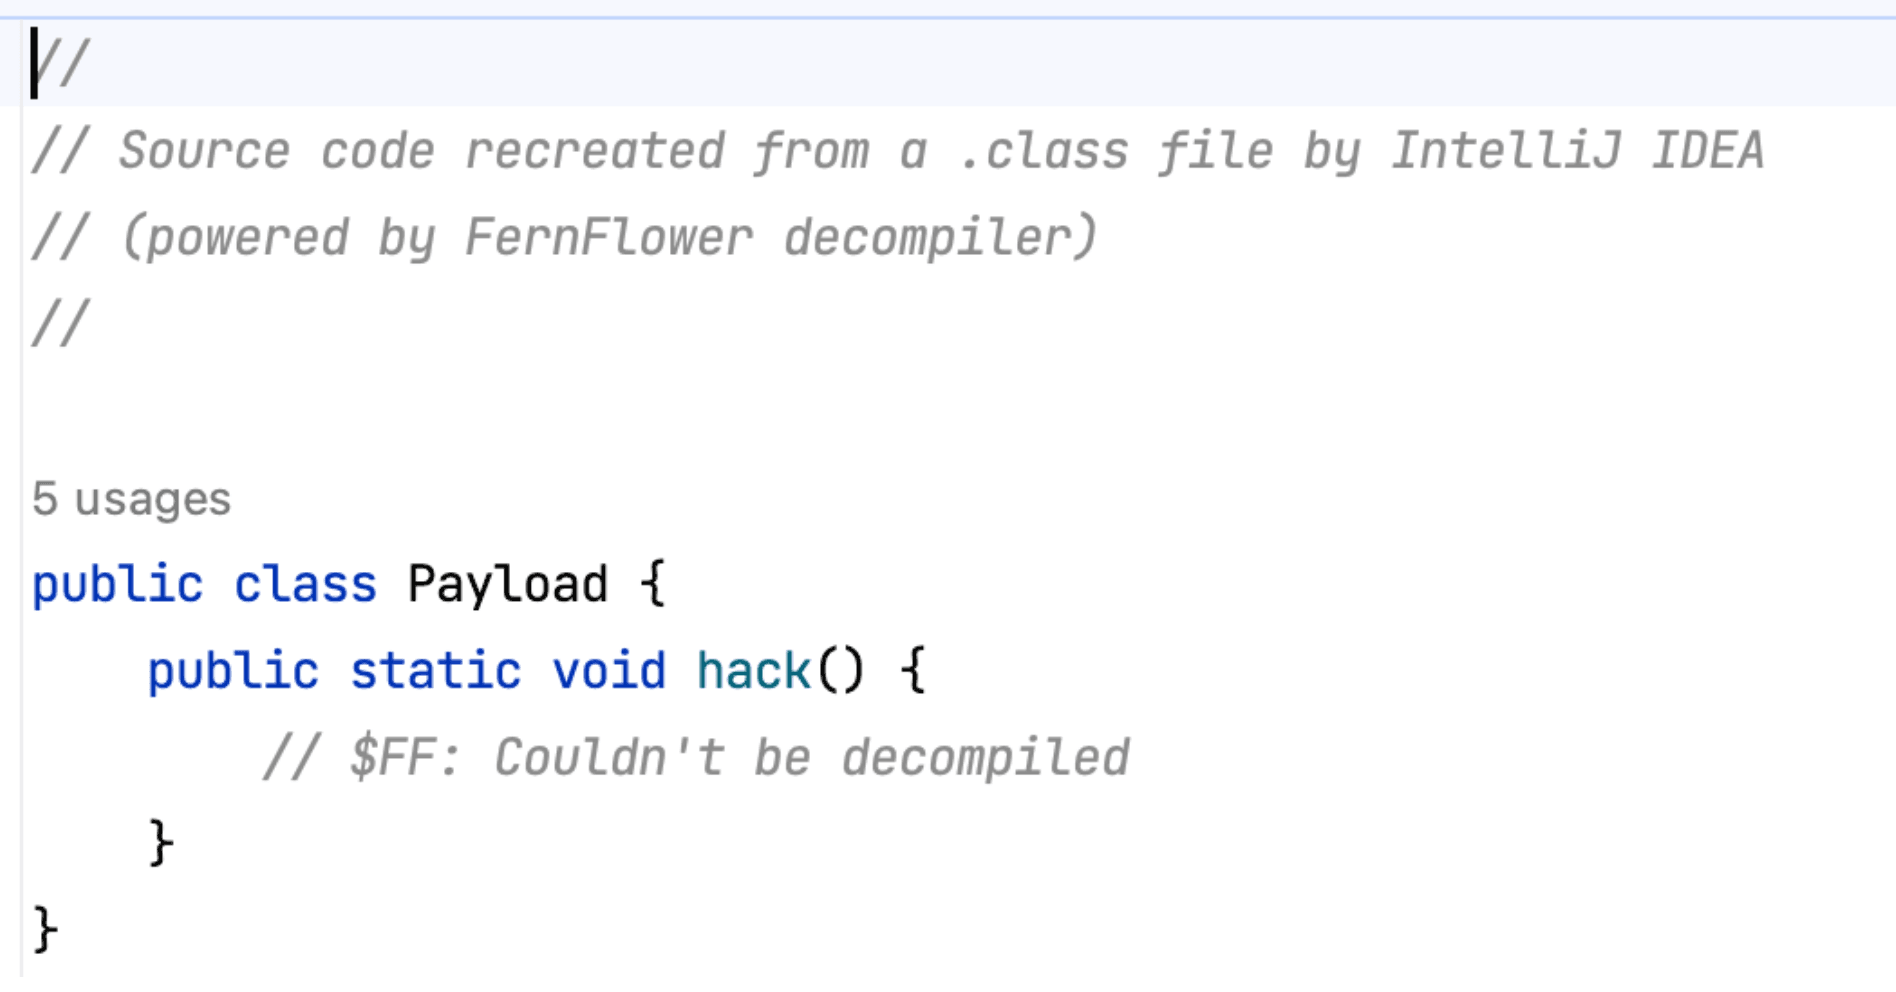 //
// Source code recreated from a .class file by IntelliJ IDEA
// (powered by FernFlower decompiler)
//
5 usages
public class Payload {
    public static void hack() {
        // $FF: Couldn't be decompiled
    }
}